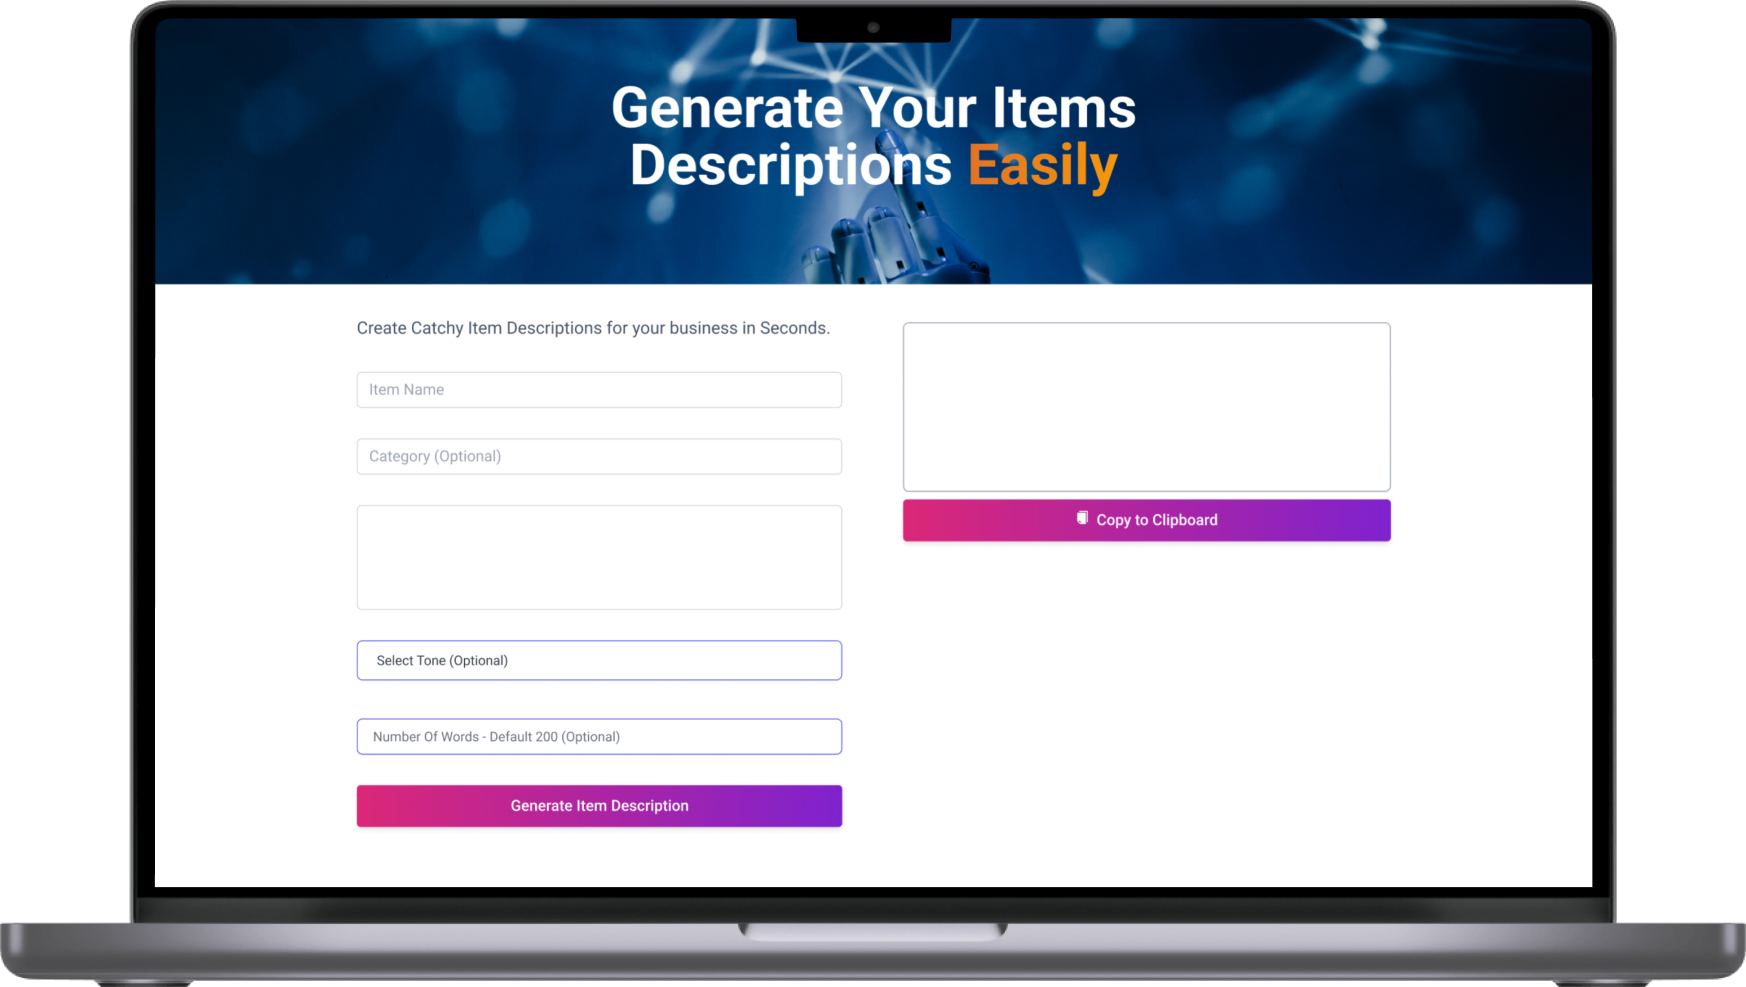 Generate Your Items
Descriptions Easily
Create Catchy Item Descriptions for your business in Seconds.
Item Name
Category (Optional)
Select Tone (Optional)
Number Of Words - Default 200 (Optional)
Generate Item Description
Copy to Clipboard